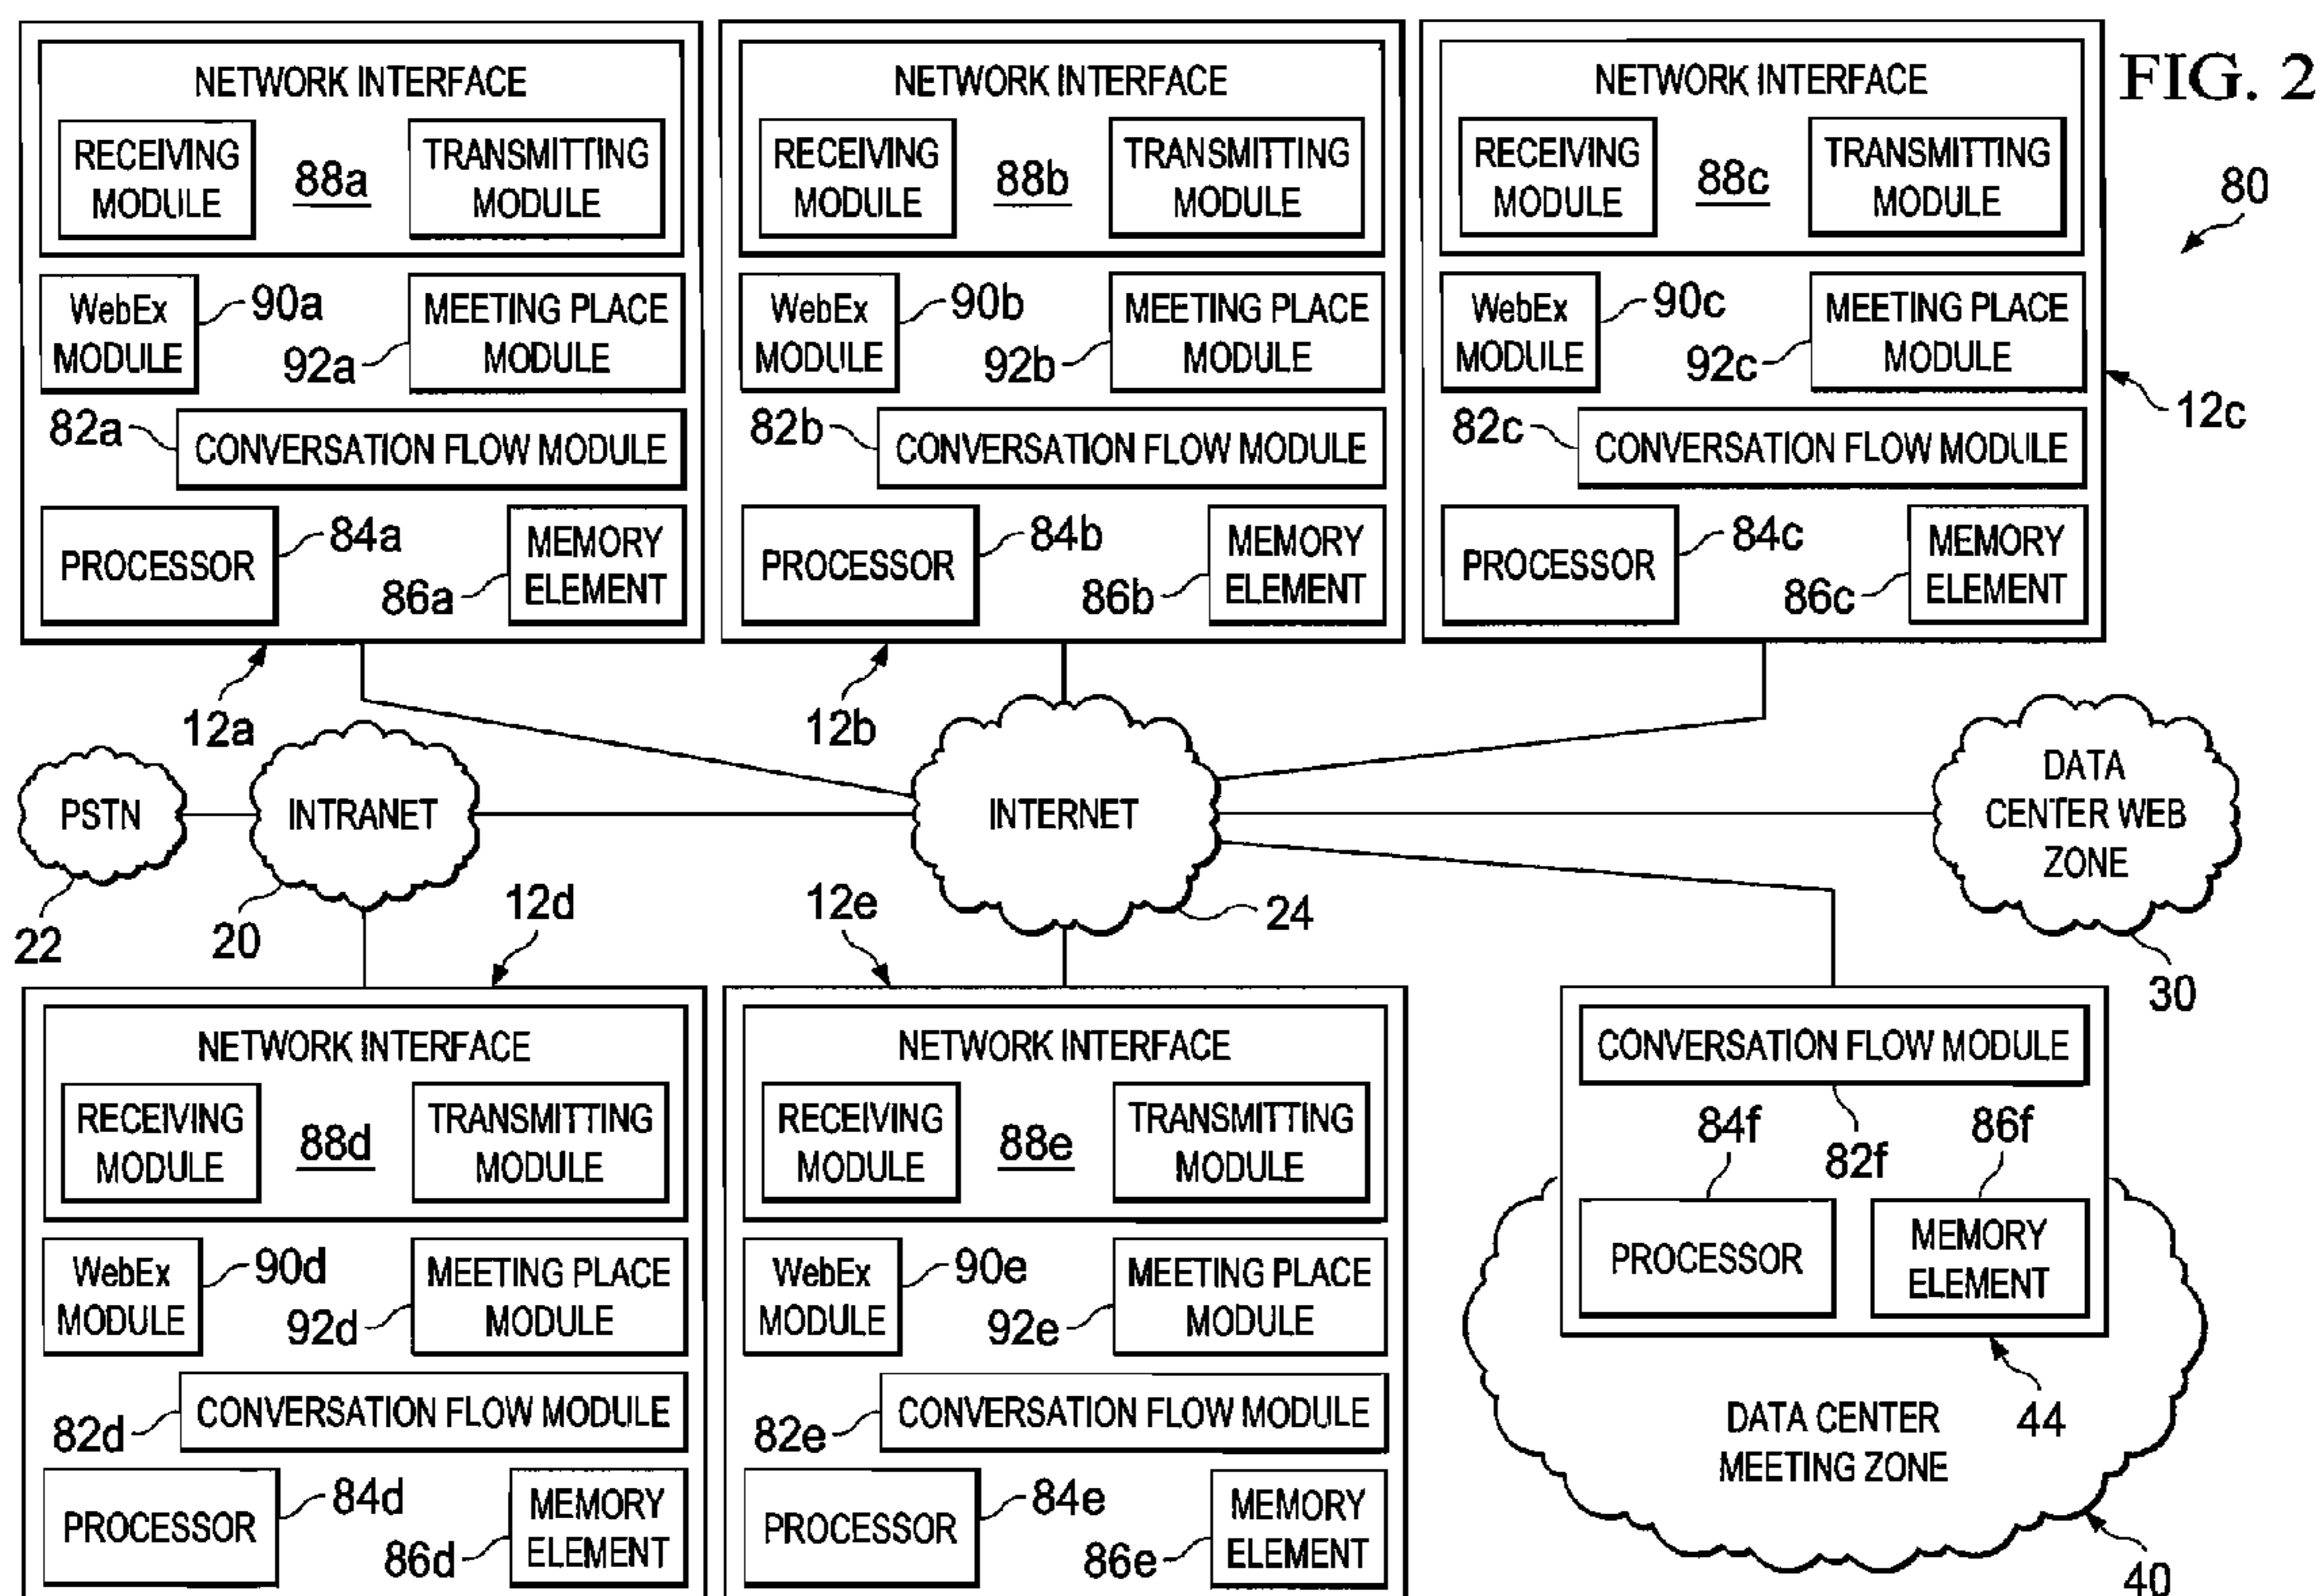 FIG. 2
80
NETWORK INTERFACE
RECEIVING
MODULE
88a
TRANSMITTING
MODULE
WebEx
MODULE
90a
92a
MEETING PLACE
MODULE
82a
CONVERSATION FLOW MODULE
PROCESSOR
84a
86a
MEMORY
ELEMENT
12a
NETWORK INTERFACE
RECEIVING
MODULE
88b
TRANSMITTING
MODULE
WebEx
MODULE
90b
92b
MEETING PLACE
MODULE
82b
CONVERSATION FLOW MODULE
PROCESSOR
84b
86b
MEMORY
ELEMENT
12b
NETWORK INTERFACE
RECEIVING
MODULE
88c
TRANSMITTING
MODULE
WebEx
MODULE
90c
92c
MEETING PLACE
MODULE
82c
CONVERSATION FLOW MODULE
PROCESSOR
84c
86c
MEMORY
ELEMENT
12c
PSTN
22
INTRANET
20
INTERNET
24
DATA
CENTER WEB
ZONE
30
12d
NETWORK INTERFACE
RECEIVING
MODULE
88d
TRANSMITTING
MODULE
WebEx
MODULE
90d
92d
MEETING PLACE
MODULE
82d
CONVERSATION FLOW MODULE
PROCESSOR
84d
86d
MEMORY
ELEMENT
12e
NETWORK INTERFACE
RECEIVING
MODULE
88e
TRANSMITTING
MODULE
WebEx
MODULE
90e
92e
MEETING PLACE
MODULE
82e
CONVERSATION FLOW MODULE
PROCESSOR
84e
86e
MEMORY
ELEMENT
CONVERSATION FLOW MODULE
84f
82f
86f
PROCESSOR
MEMORY
ELEMENT
44
DATA CENTER
MEETING ZONE
40